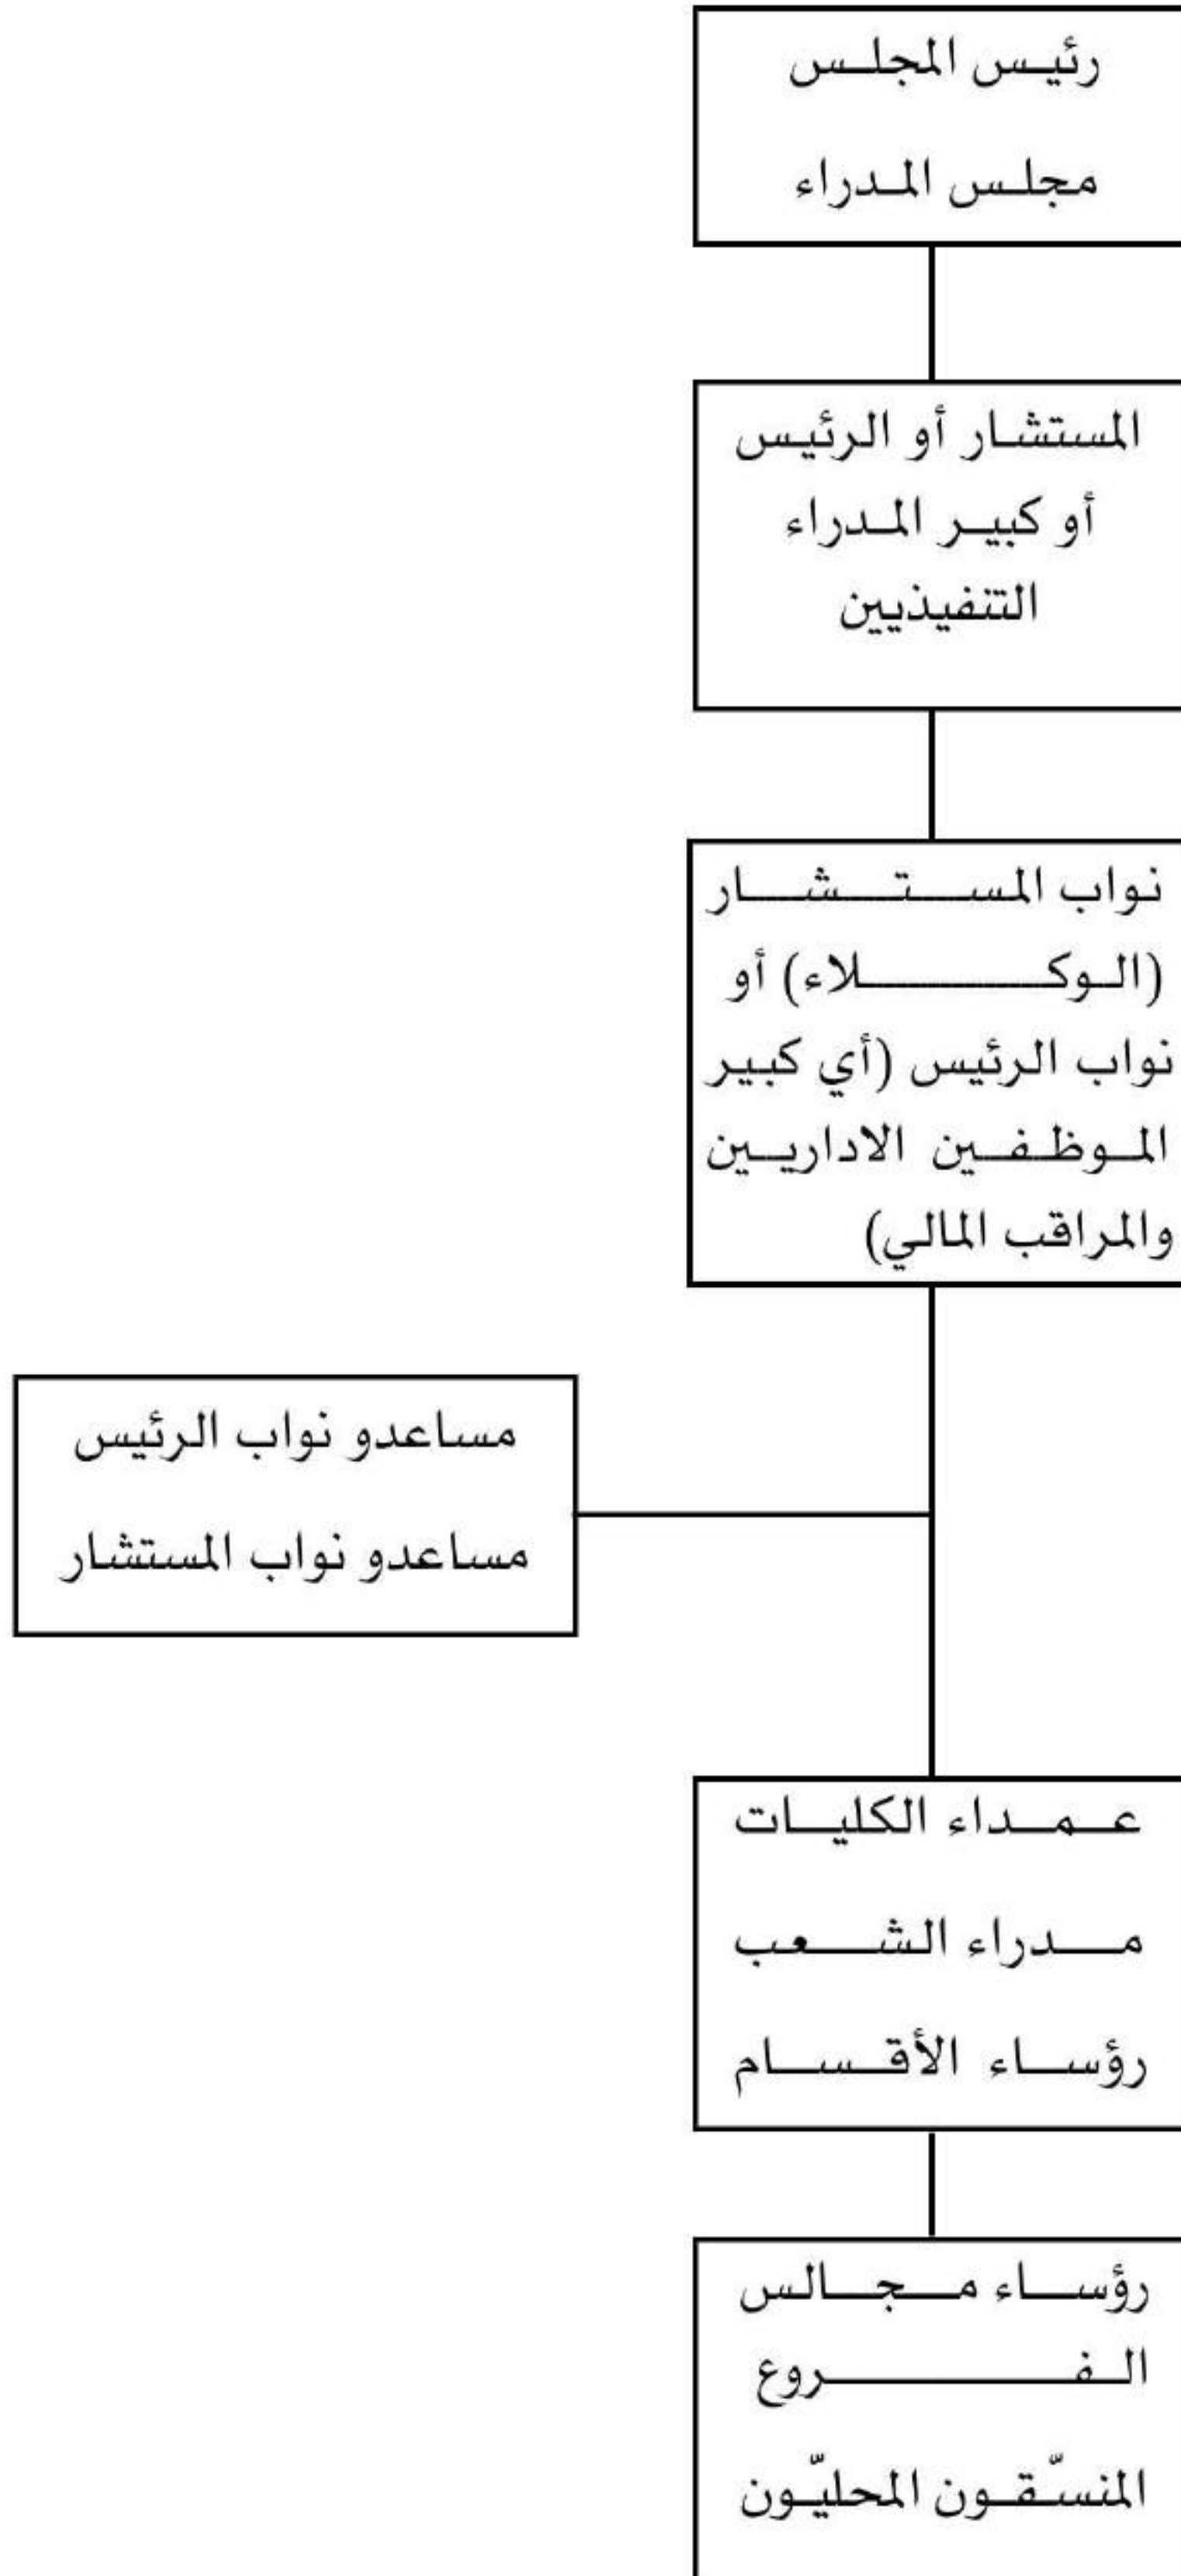 رئيس المجلس
مجلس المدراء
المستشار أو الرئيس
أو كبير المدراء
التنفيذيين
نواب المستشار
(الوكلاء) أو
نواب الرئيس (أي كبير
الموظفين الاداريين
والمراقب المالي)
مساعدو نواب الرئيس
مساعدو نواب المستشار
عمداء الكليات
مدراء الشعب
رؤساء الأقسام
رؤساء مجالس
الفروع
المنسّقون المحليّون